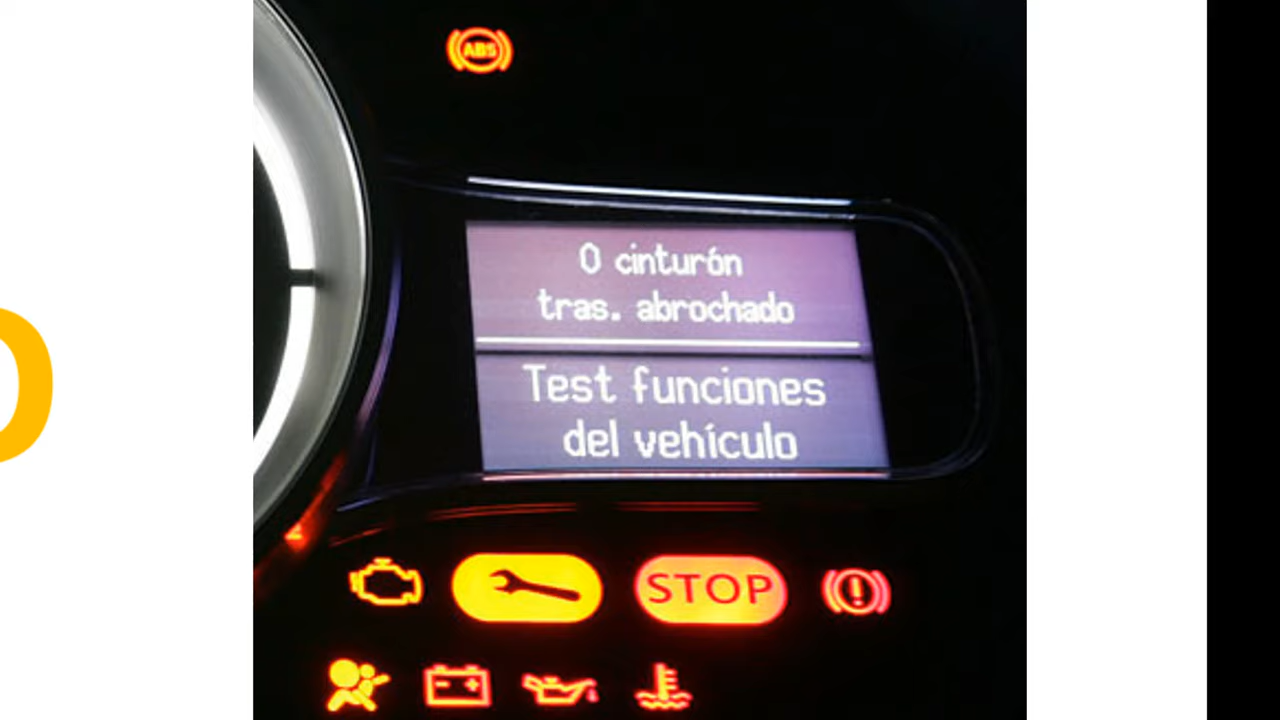 ABS
0 cinturón
tras. abrochado
Test funciones
del vehículo
STOP